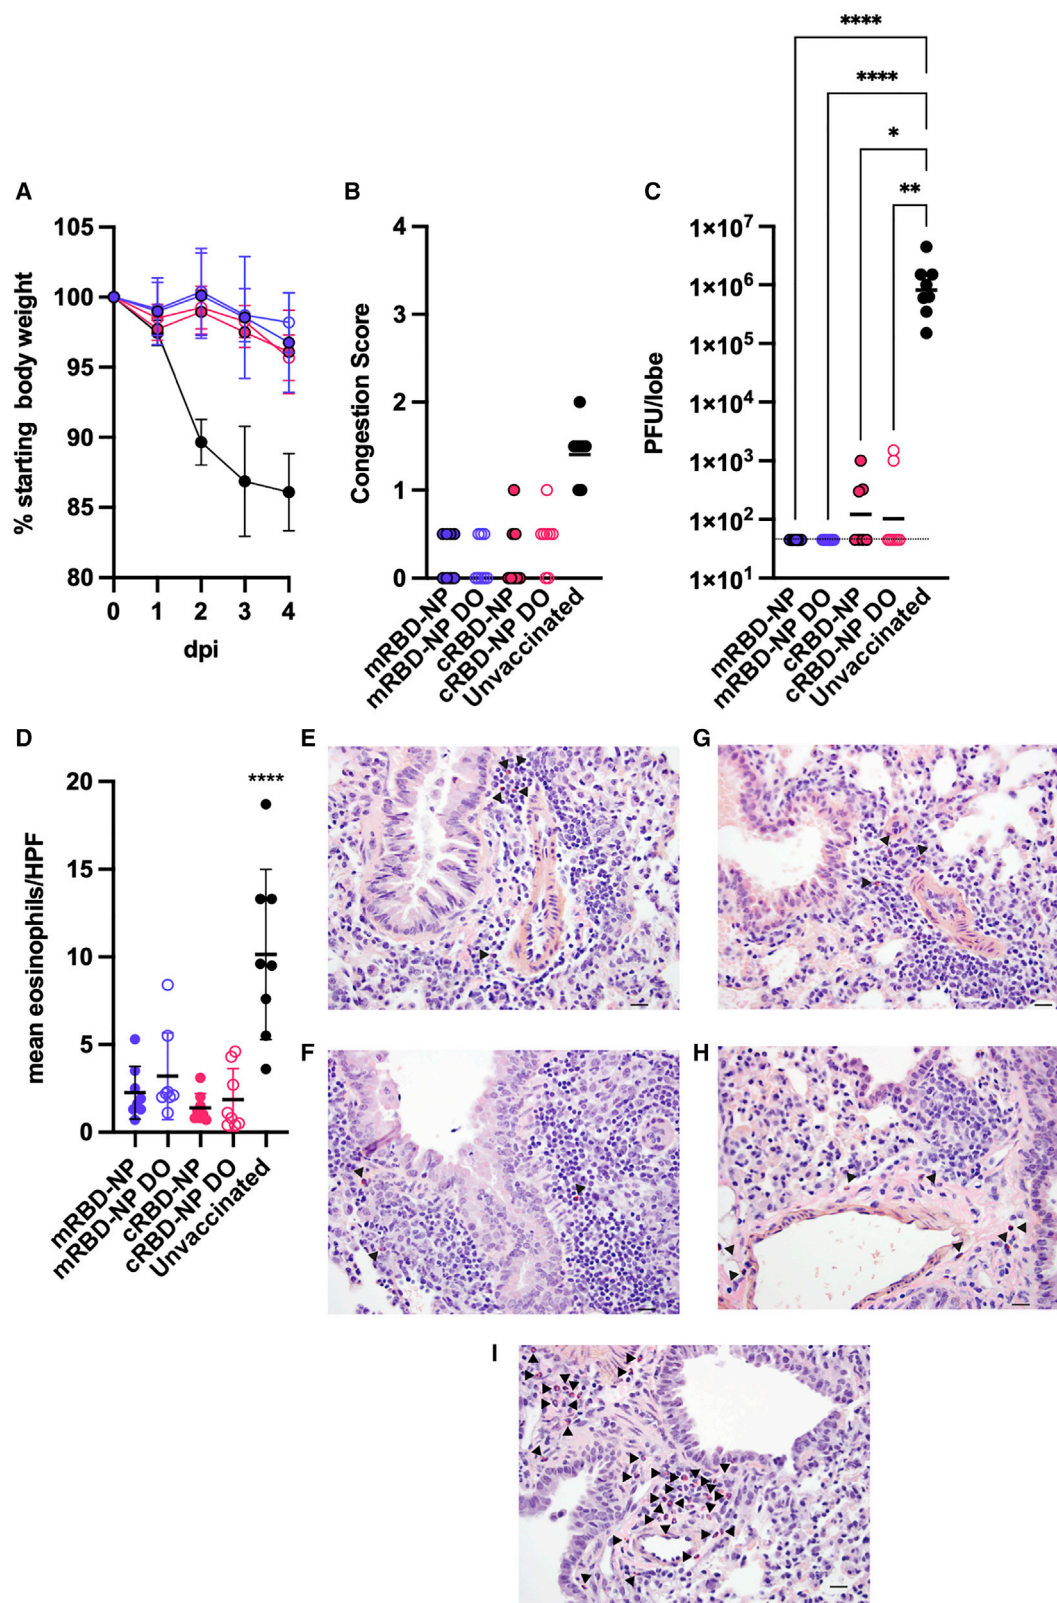 ****
****
*
**
A
B
C
105
100
95
90
85
80
% starting body weight
0 1 2 3 4
dpi
4
3
2
1
0
Congestion Score
mRBD-NP
mRBD-NP DO
cRBD-NP
cRBD-NP DO
Unvaccinated
1×10⁷
1×10⁶
1×10⁵
1×10⁴
1×10³
1×10²
1×10¹
PFU/lobe
mRBD-NP
mRBD-NP DO
cRBD-NP
cRBD-NP DO
Unvaccinated
D
E
G
20
15
10
5
0
mean eosinophils/HPF
****
mRBD-NP
mRBD-NP DO
cRBD-NP
cRBD-NP DO
Unvaccinated
F
H
I